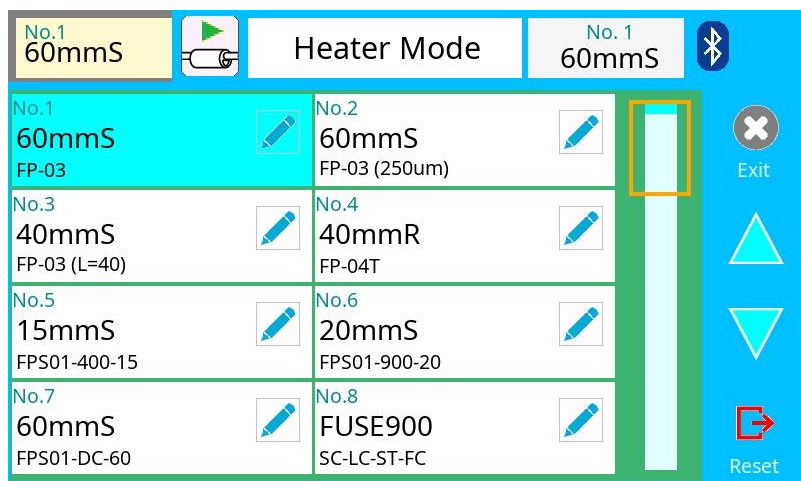 No.1
60mmS
Heater Mode
No. 1
60mmS
No.1
60mmS
FP-03
No.2
60mmS
FP-03 (250um)
Exit
No.3
40mmS
FP-03 (L=40)
No.4
40mmR
FP-04T
No.5
15mmS
FPS01-400-15
No.6
20mmS
FPS01-900-20
No.7
60mmS
FPS01-DC-60
No.8
FUSE900
SC-LC-ST-FC
Reset